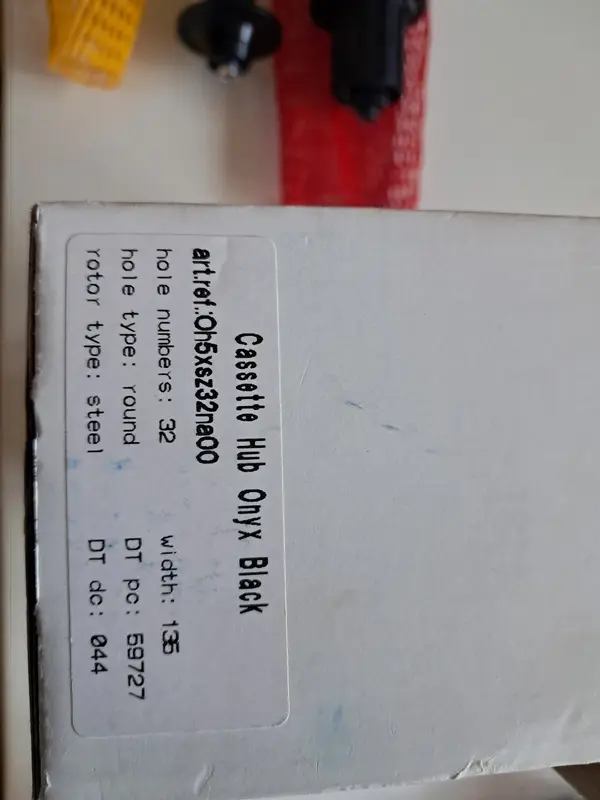 Cassette Hub Onyx Black
art.ref.:Oh5xsz32na00
hole numbers: 32 width: 135
hole type: round DT pc: 59727
rotor type: steel DT dc: 044